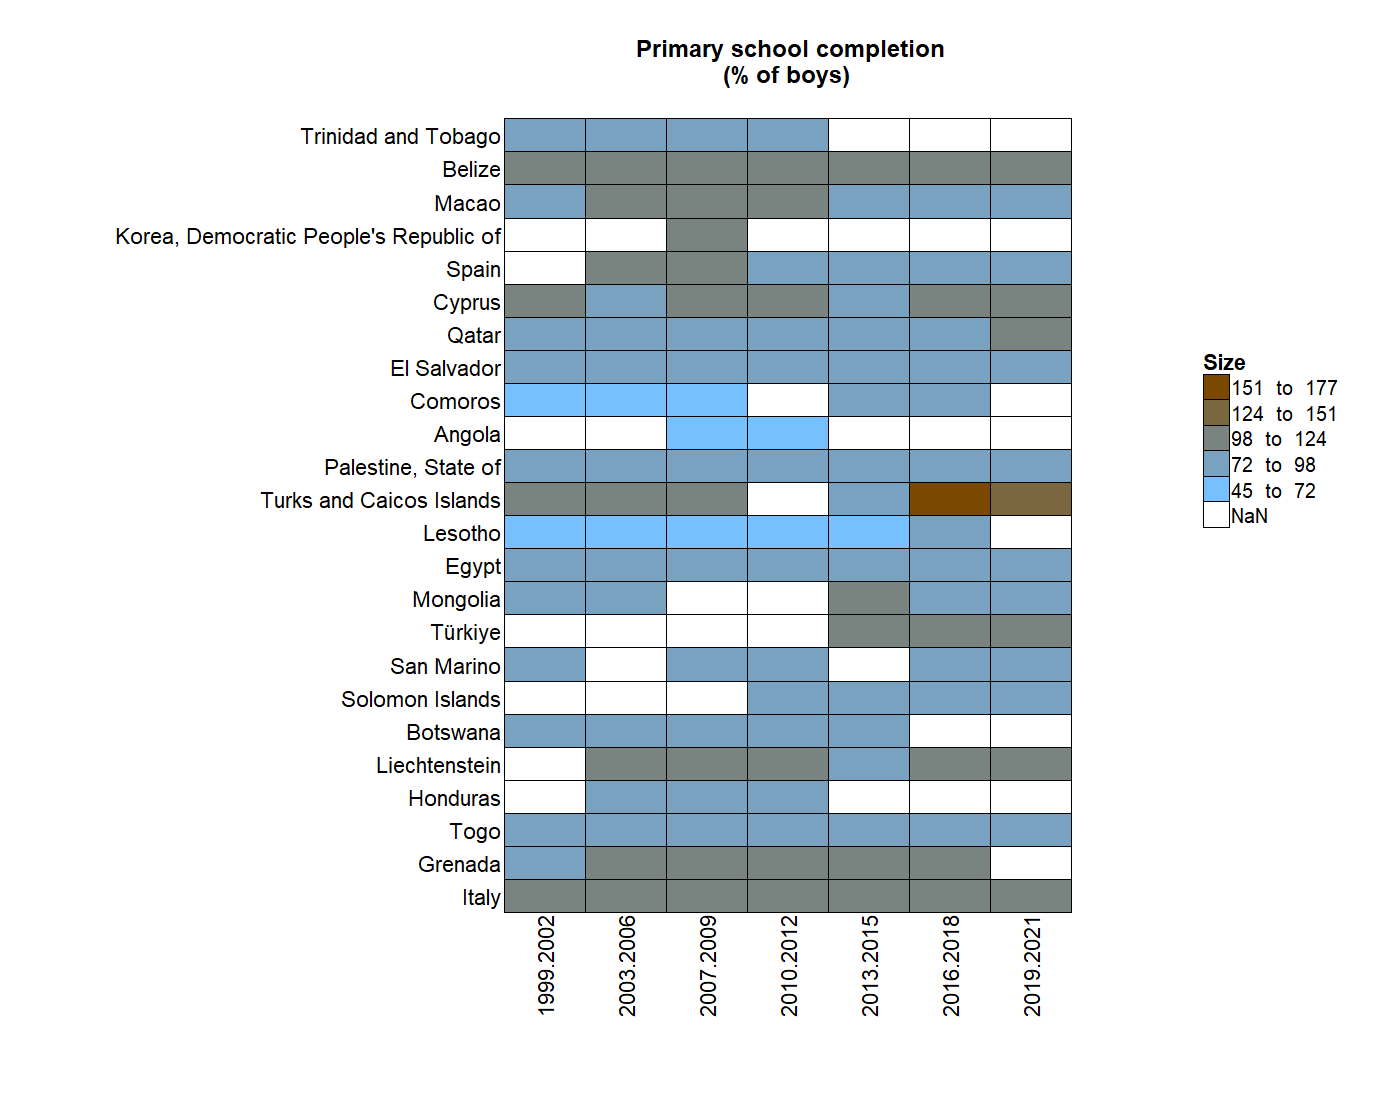 Primary school completion
(% of boys)
Trinidad and Tobago
Belize
Macao
Korea, Democratic People's Republic of
Spain
Cyprus
Qatar
El Salvador
Comoros
Angola
Palestine, State of
Turks and Caicos Islands
Lesotho
Egypt
Mongolia
Türkiye
San Marino
Solomon Islands
Botswana
Liechtenstein
Honduras
Togo
Grenada
Italy
1999.2002
2003.2006
2007.2009
2010.2012
2013.2015
2016.2018
2019.2021
Size
151 to 177
124 to 151
98 to 124
72 to 98
45 to 72
NaN